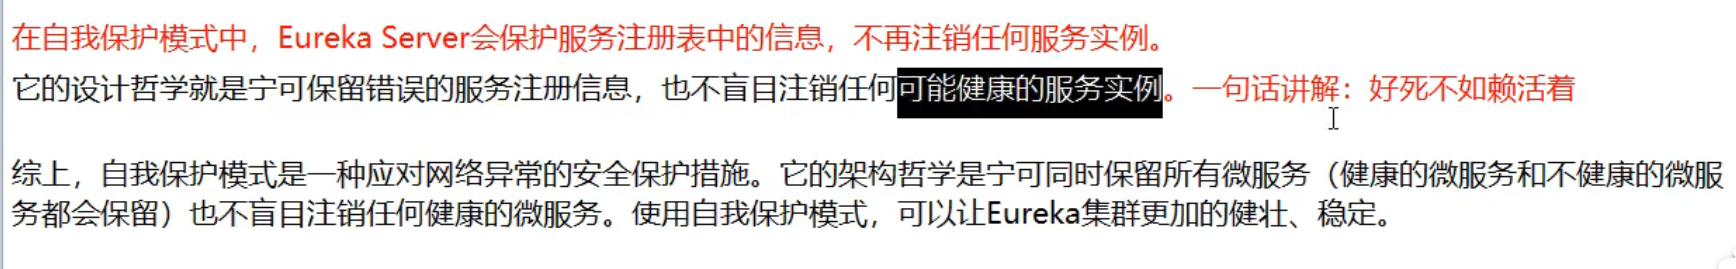 在自我保护模式中，Eureka Server会保护服务注册表中的信息，不再注销任何服务实例。
它的设计哲学就是宁可保留错误的服务注册信息，也不盲目注销任何可能健康的服务实例。一句话讲解：好死不如赖活着
综上，自我保护模式是一种应对网络异常的安全保护措施。它的架构哲学是宁可同时保留所有微服务（健康的微服务和不健康的微服
务都会保留）也不盲目注销任何健康的微服务。使用自我保护模式，可以让Eureka集群更加的健壮、稳定。